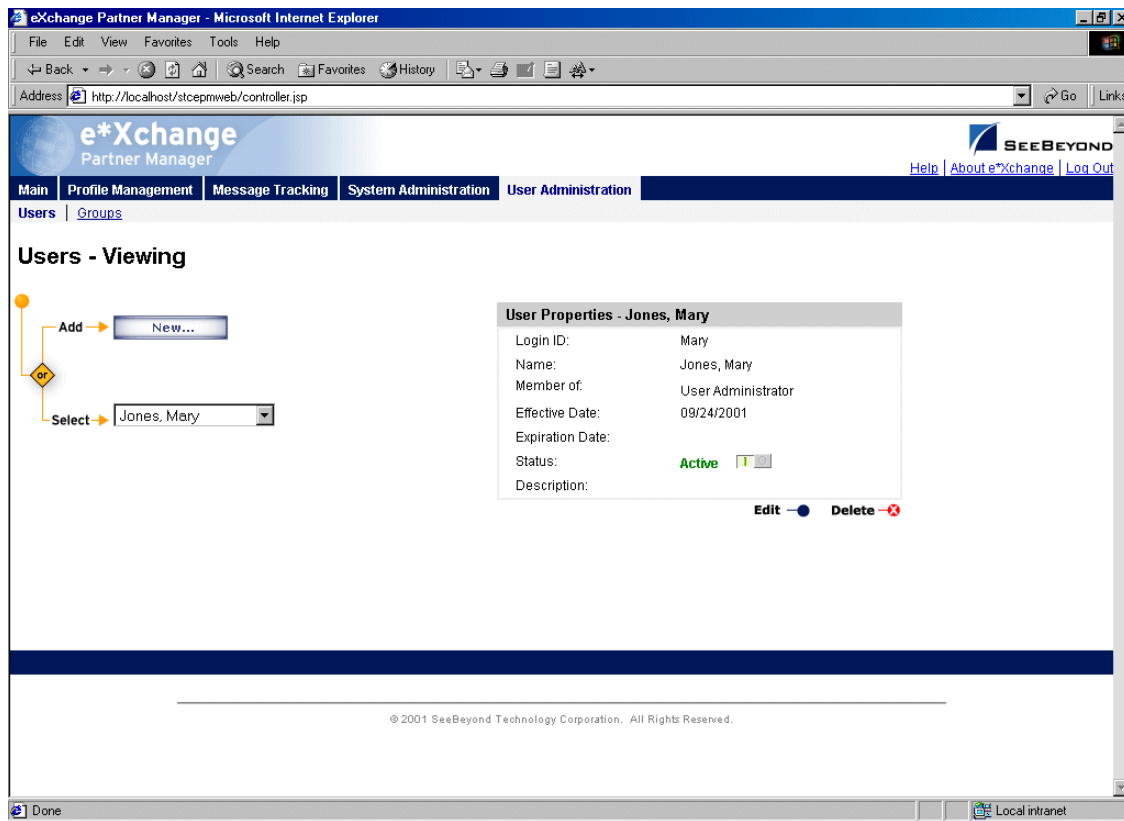 eXchange Partner Manager - Microsoft Internet Explorer
File Edit View Favorites Tools Help
Back Search Favorites History
Address http://localhost/stcepmweb/controller.jsp Go Links
e*Xchange
Partner Manager
SEEBEYOND
Help | About e*Xchange | Log Out
Main Profile Management Message Tracking System Administration User Administration
Users | Groups
Users - Viewing
Add New...
or
Select Jones, Mary
User Properties - Jones, Mary
Login ID: Mary
Name: Jones, Mary
Member of: User Administrator
Effective Date: 09/24/2001
Expiration Date:
Status: Active
Description:
Edit Delete
© 2001 SeeBeyond Technology Corporation. All Rights Reserved.
Done Local intranet